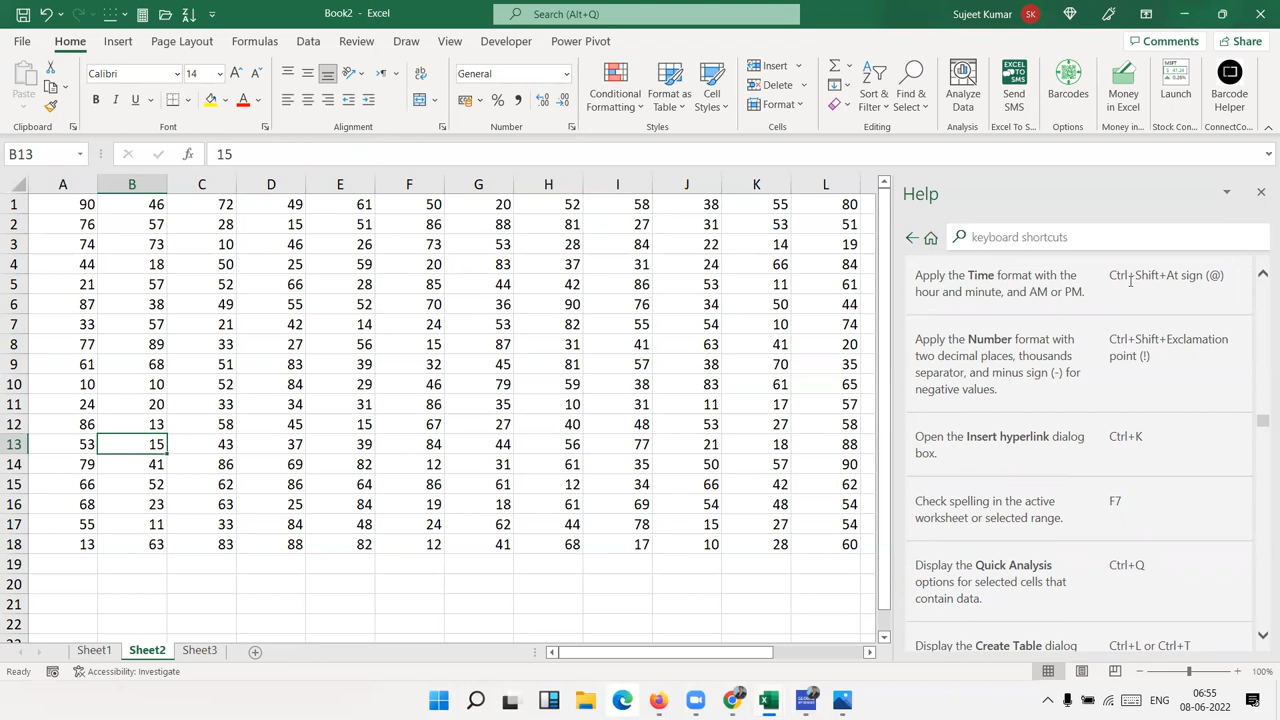 Book2 - Excel
Search (Alt+Q)
Sujeet Kumar
SK
File Home Insert Page Layout Formulas Data Review View Draw Developer Power Pivot
Comments
Share
Paste
Calibri 14
B I U
General
Conditional Formatting
Format as Table
Cell Styles
Insert
Delete
Format
Sort & Filter
Find & Select
Analyze Data
Send SMS
Barcodes
Money in Excel
Launch
Barcode Helper
Clipboard Font Alignment Number Styles Cells Editing Analysis Excel To S... Options Money in... Stock Con... ConnectCo...
B13
fx
15
A B C D E F G H I J K L
1 90 46 72 49 61 50 20 52 58 38 55 80
2 76 57 28 15 51 86 88 81 27 31 53 51
3 74 73 10 46 26 73 53 28 84 22 14 19
4 44 18 50 25 59 20 83 37 31 24 66 84
5 21 57 52 66 28 85 44 42 86 53 11 61
6 87 38 49 55 52 70 36 90 76 34 50 44
7 33 57 21 42 14 24 53 82 55 54 10 74
8 77 89 33 27 56 15 87 31 41 63 41 20
9 61 68 51 83 39 32 45 81 57 38 70 35
10 10 10 52 84 29 46 79 59 38 83 61 65
11 24 20 33 34 31 86 35 10 31 11 17 57
12 86 13 58 45 15 67 27 40 48 53 27 51
13 53 15 43 37 39 84 44 56 77 21 18 88
14 79 41 86 69 82 12 31 61 35 50 57 90
15 66 52 62 86 64 86 61 12 34 66 42 62
16 68 23 63 25 84 19 18 61 69 54 48 54
17 55 11 33 84 48 24 62 44 78 15 27 54
18 13 63 83 88 82 12 41 68 17 10 28 60
19
20
21
22
Help
keyboard shortcuts
Apply the Time format with the hour and minute, and AM or PM.
Ctrl+Shift+At sign (@)
Apply the Number format with two decimal places, thousands separator, and minus sign (-) for negative values.
Ctrl+Shift+Exclamation point (!)
Open the Insert hyperlink dialog box.
Ctrl+K
Check spelling in the active worksheet or selected range.
F7
Display the Quick Analysis options for selected cells that contain data.
Ctrl+Q
Display the Create Table dialog
Ctrl+L or Ctrl+T
Sheet1 Sheet2 Sheet3
Ready
Accessibility: Investigate
100%
ENG
06:55
08-06-2022